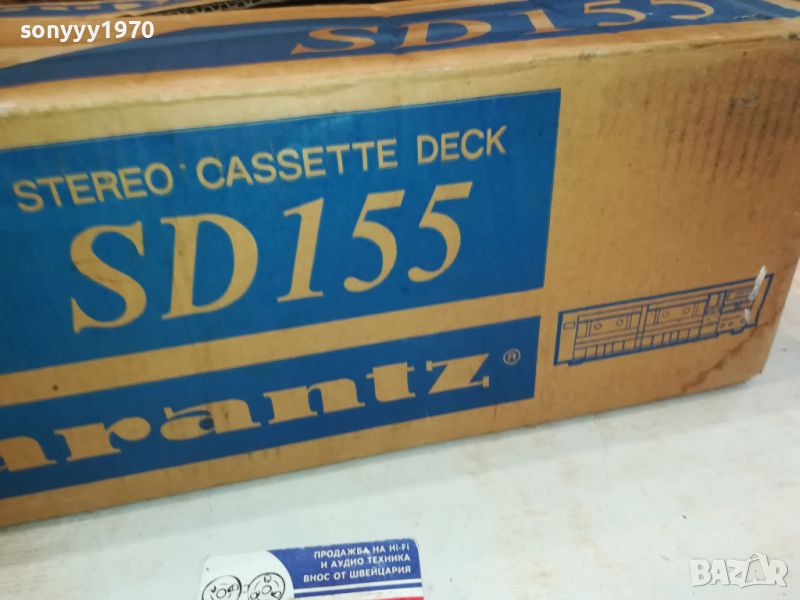 sonyyy1970
SD155
STEREO CASSETTE DECK
SD155
arantz®
ПРОДАЖБА НА HI-FI
И АУДИО ТЕХНИКА
ВНОС ОТ ШВЕЙЦАРИЯ
BAZAR